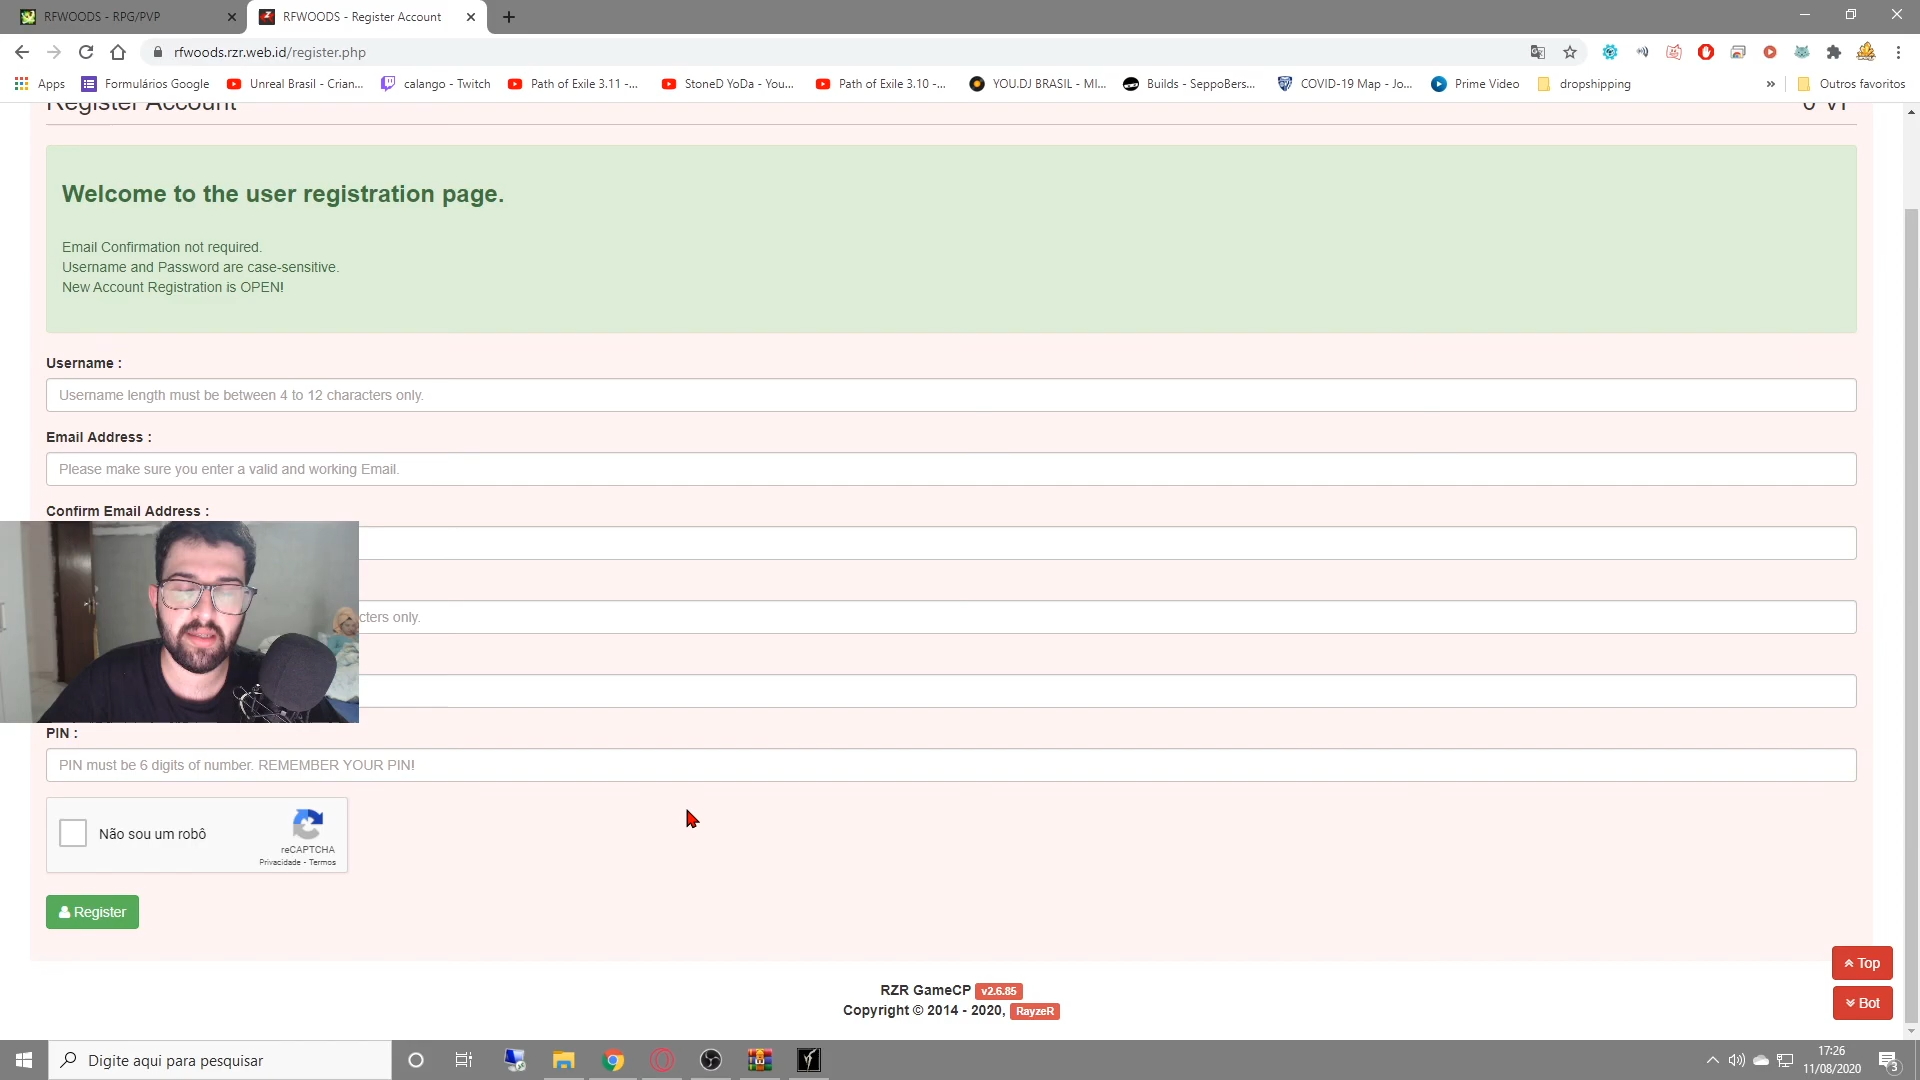 RFWOODS - RPG/PVP
RFWOODS - Register Account
rfwoods.rzr.web.id/register.php
Apps
Formulários Google
Unreal Brasil - Crian...
calango - Twitch
Path of Exile 3.11 -...
StoneD YoDa - You...
Path of Exile 3.10 -...
YOU.DJ BRASIL - MI...
Builds - SeppoBers...
COVID-19 Map - Jo...
Prime Video
dropshipping
»
Outros favoritos
Register Account
0 VP
Welcome to the user registration page.
Email Confirmation not required.
Username and Password are case-sensitive.
New Account Registration is OPEN!
Username :
Username length must be between 4 to 12 characters only.
Email Address :
Please make sure you enter a valid and working Email.
Confirm Email Address :
cters only.
PIN :
PIN must be 6 digits of number. REMEMBER YOUR PIN!
Não sou um robô
reCAPTCHA
Privacidade - Termos
Register
Top
Bot
RZR GameCP v2.6.85
Copyright © 2014 - 2020, RayzeR
Digite aqui para pesquisar
17:26
11/08/2020
3